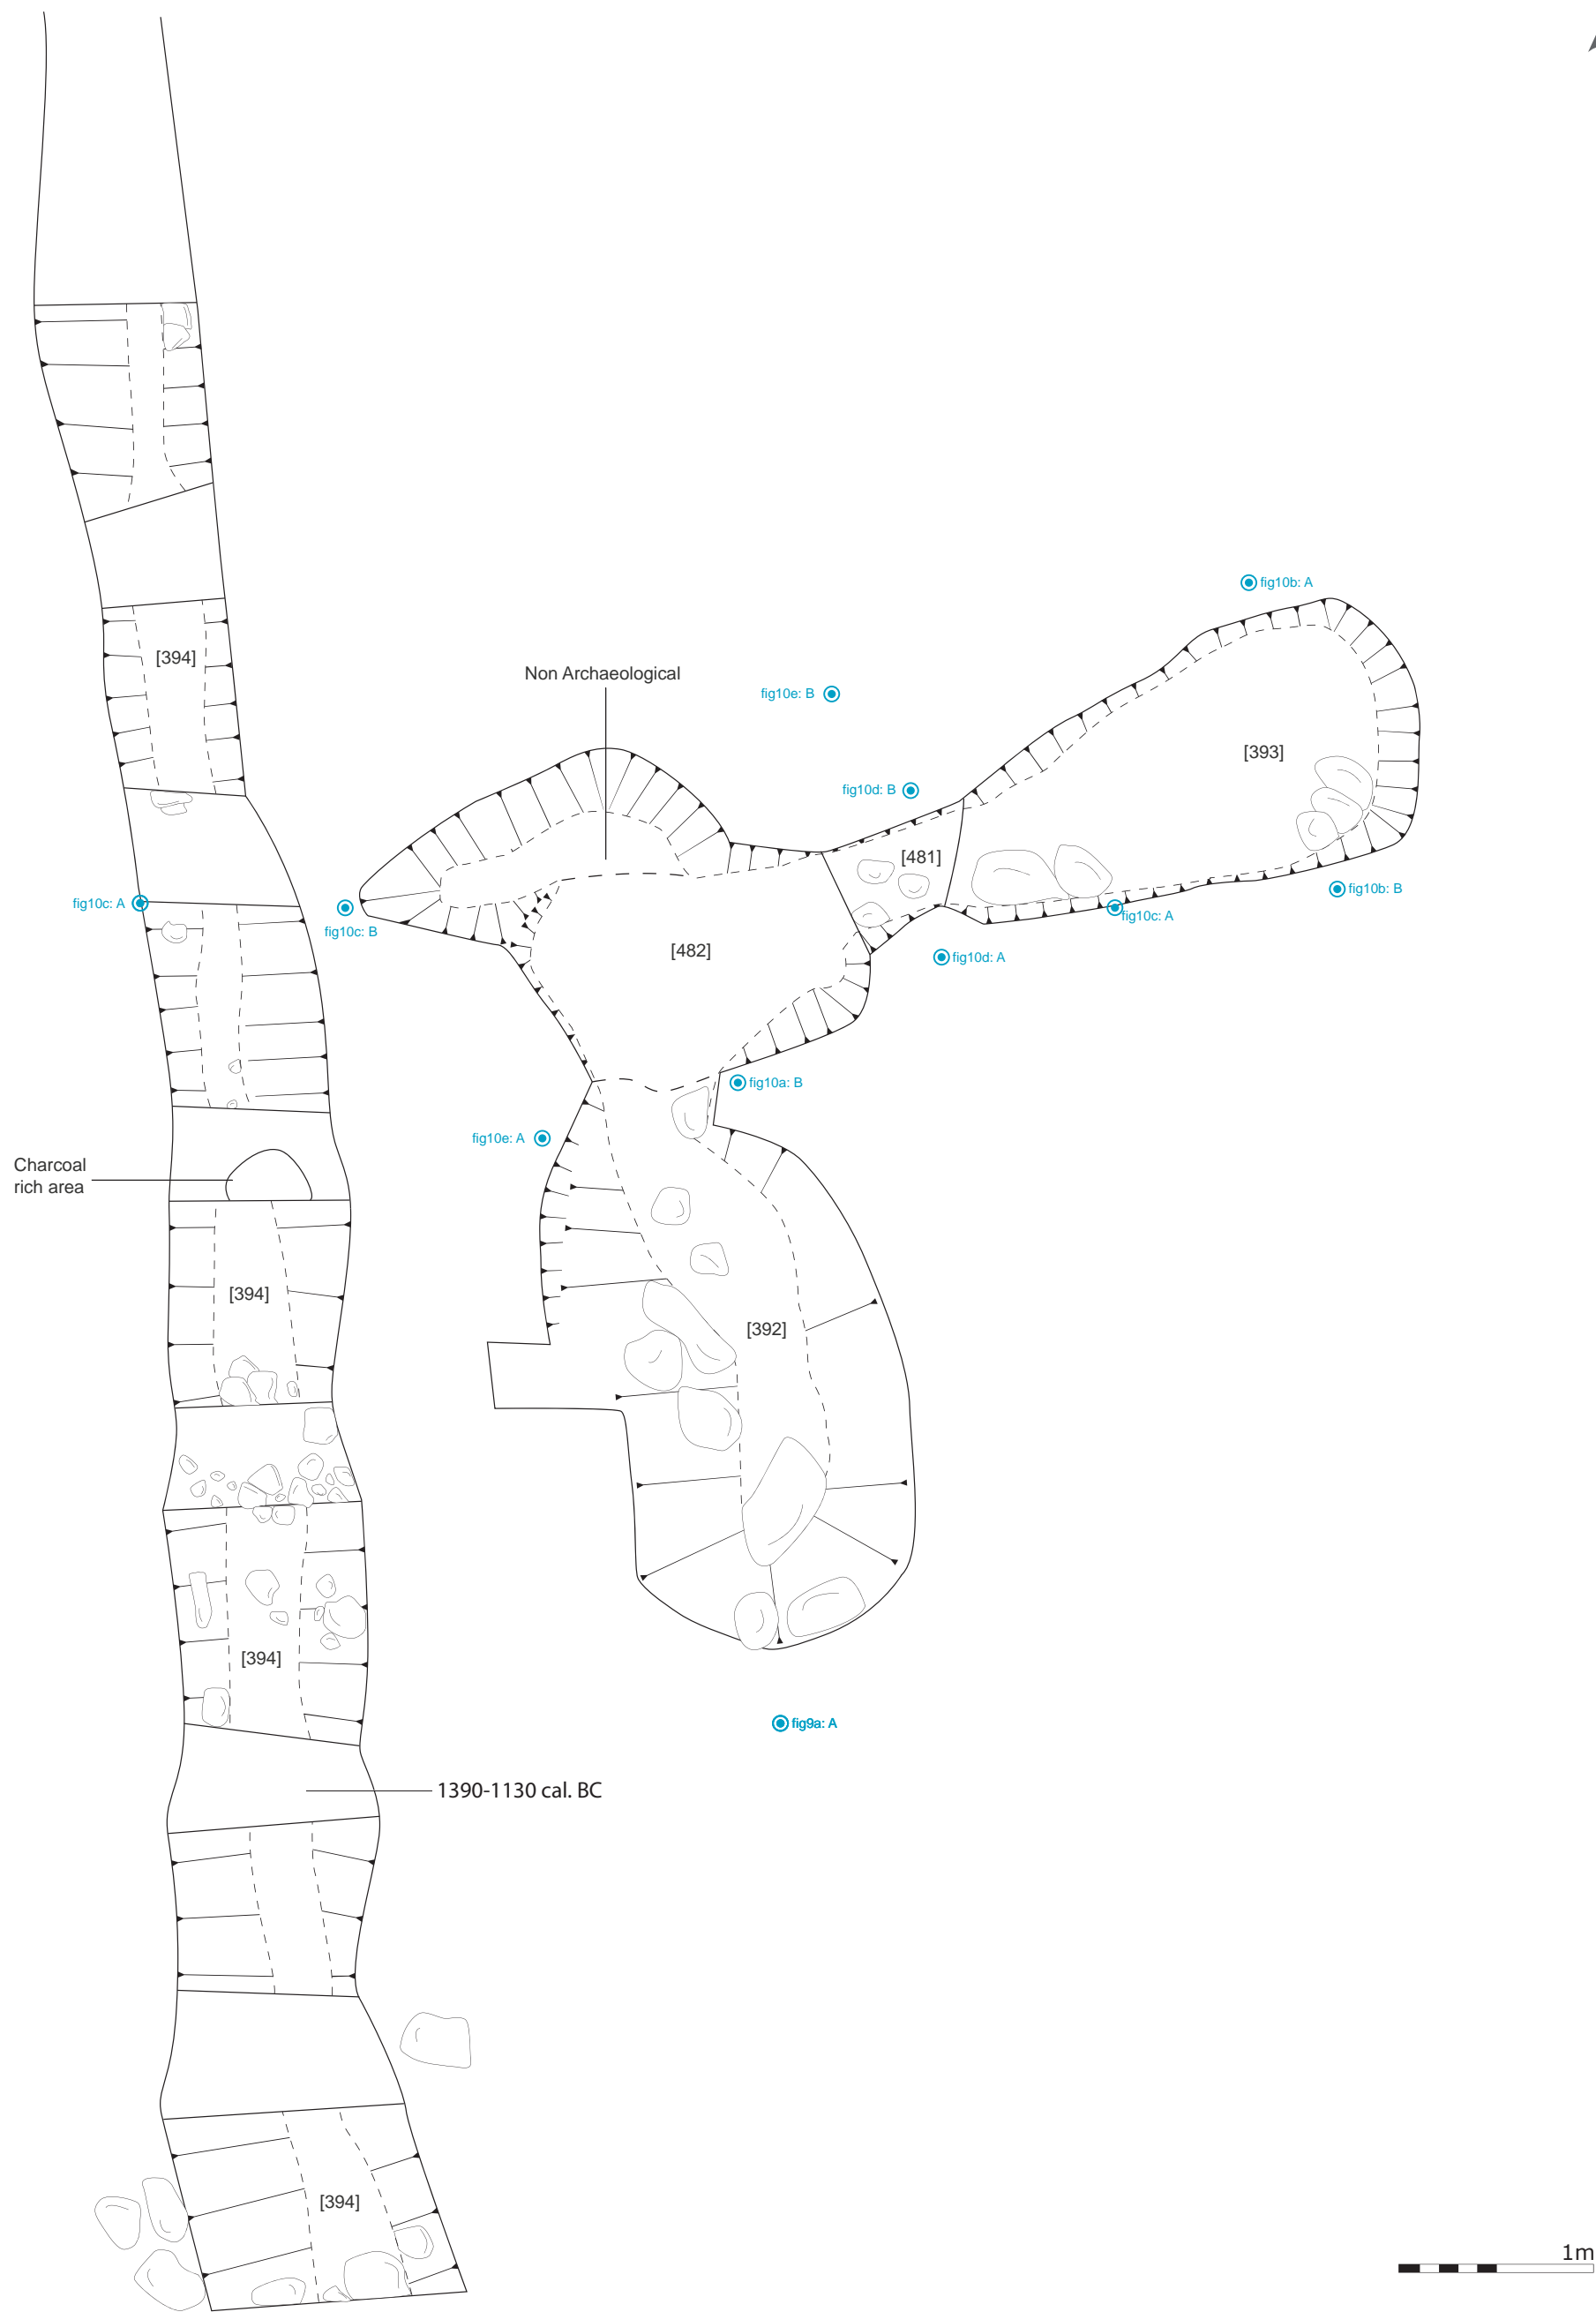 fig10b: A
[394]
Non Archaeological
fig10e: B
[393]
fig10d: B
[481]
fig10b: B
fig10c: A
fig10c: A
fig10c: B
[482]
fig10d: A
fig10a: B
fig10e: A
Charcoal
rich area
[394]
[392]
[394]
fig9a: A
1390-1130 cal. BC
[394]
1m